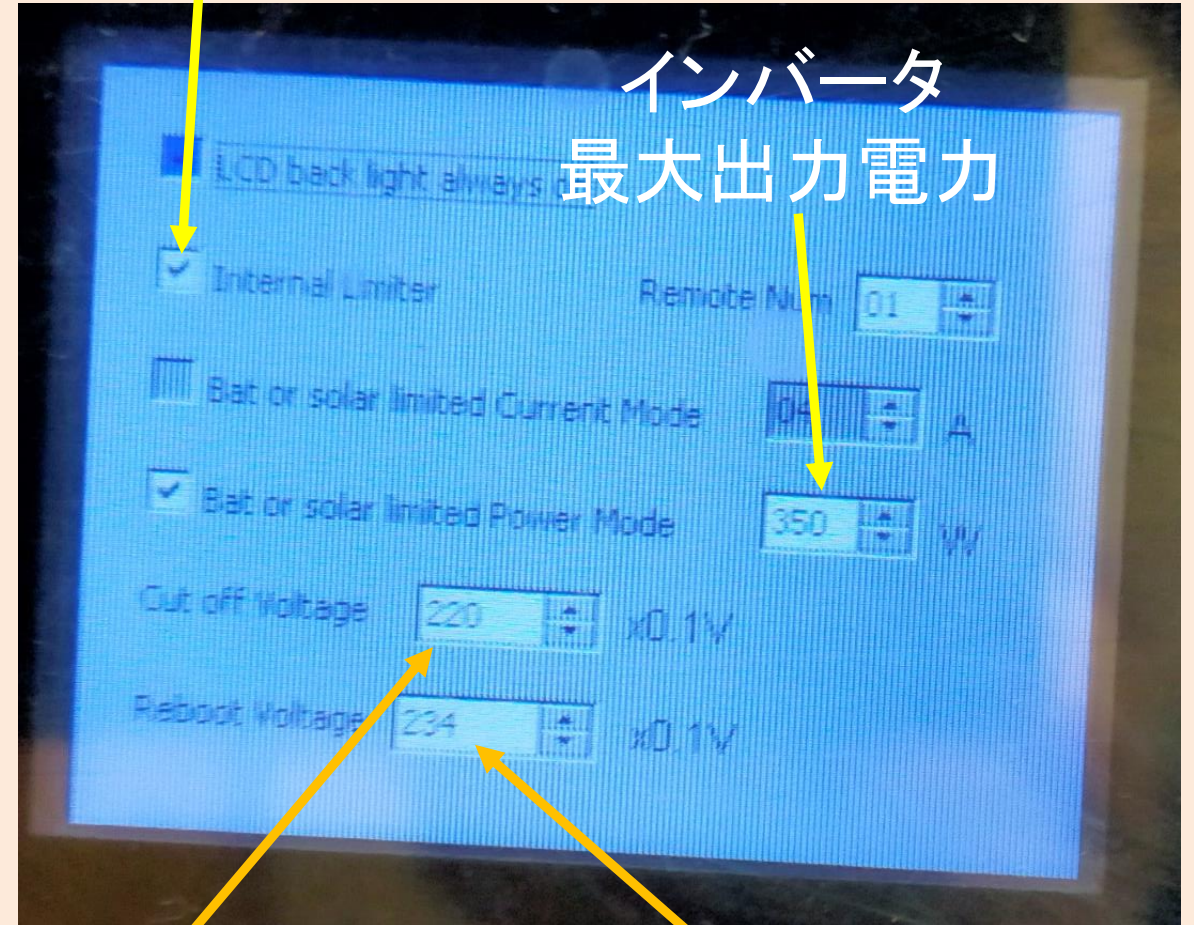 インバータ
最大出力電力
LCD back light always
Internal Limiter
Remote Num 01
Bat or solar limited Current Mode 04 A
Bat or solar limited Power Mode 350 W
Cut off Voltage 220 x0.1V
Reboot Voltage 234 x0.1V